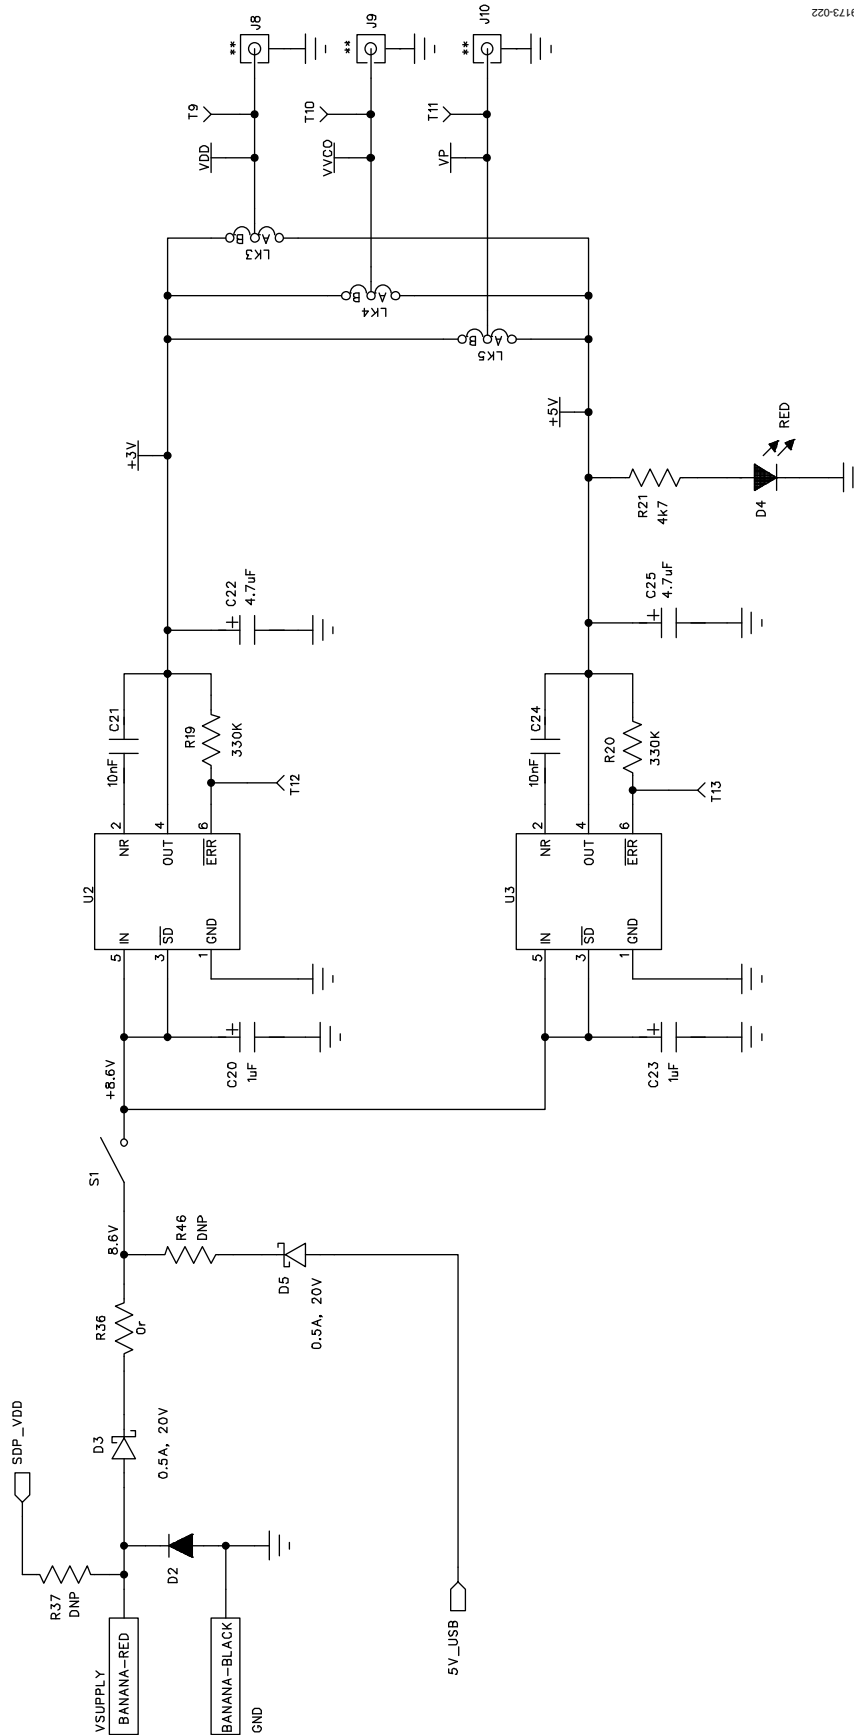 J8
**
T9
VDD
J9
**
T10
VVCO
J10
**
T11
VP
B A
LK3
B A
LK4
B A
LK5
+3V
+5V
R21
4k7
D4
RED
C22
4.7uF
+
C25
4.7uF
+
C21
10nF
R19
330K
T12
C24
10nF
R20
330K
T13
U2
2 NR
4 OUT
6 ERR
5 IN
3 SD
1 GND
U3
2 NR
4 OUT
6 ERR
5 IN
3 SD
1 GND
C20
1uF
+
C23
1uF
+
+8.6V
S1
8.6V
R46
DNP
D5
0.5A, 20V
R36
0r
D3
0.5A, 20V
SDP_VDD
R37
DNP
D2
VSUPPLY
BANANA-RED
BANANA-BLACK
GND
5V_USB
9173-022